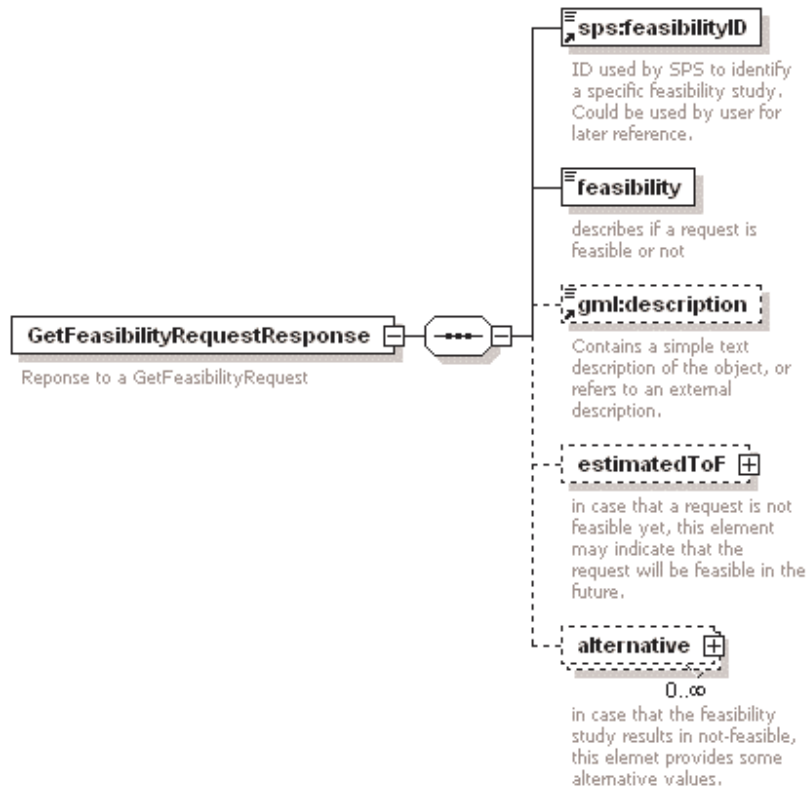 sps:feasibilityID
ID used by SPS to identify
a specific feasibility study.
Could be used by user for
later reference.
feasibility
describes if a request is
feasible or not
gml:description
Contains a simple text
description of the object, or
refers to an external
description.
GetFeasibilityRequestResponse
Reponse to a GetFeasibilityRequest
estimatedToF
in case that a request is not
feasible yet, this element
may indicate that the
request will be feasible in the
future.
alternative
0..∞
in case that the feasibility
study results in not-feasible,
this elemet provides some
alternative values.